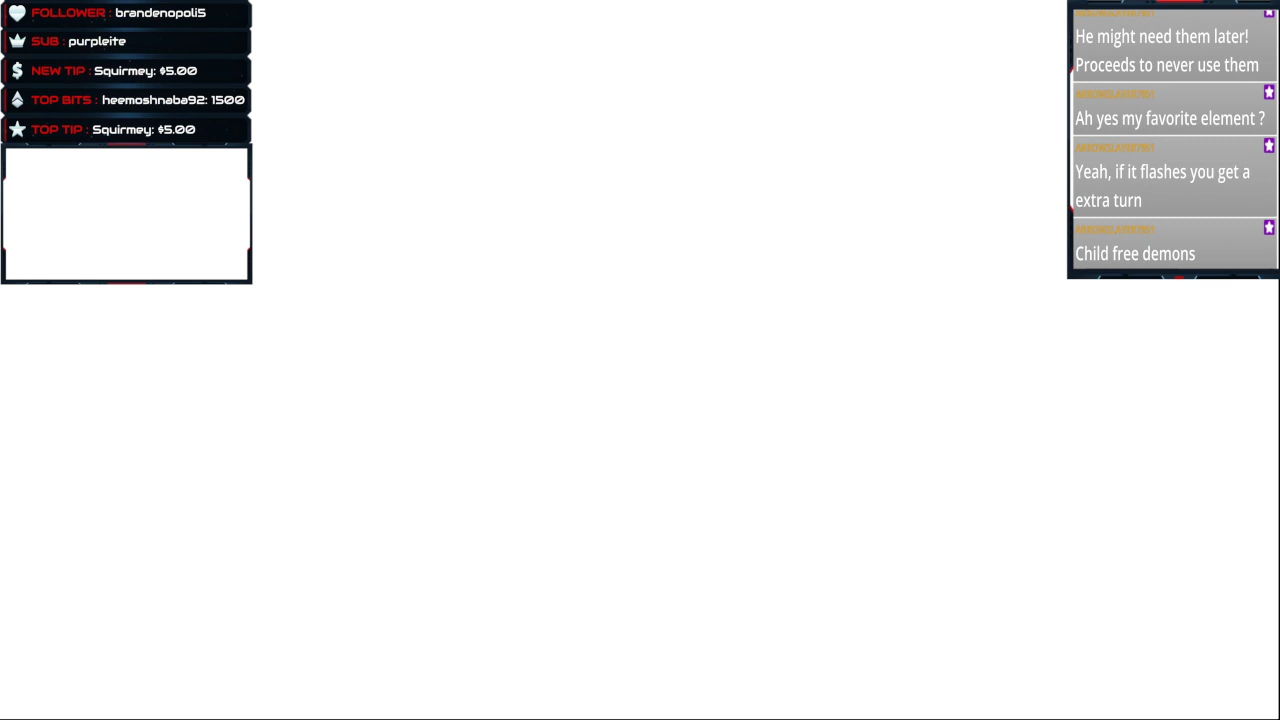 FOLLOWER : brandenopoli5
SUB : purpleite
NEW TIP : Squirmey: $5.00
TOP BITS : heemoshnaba92: 1500
TOP TIP : Squirmey: $5.00
He might need them later!
Proceeds to never use them
Ah yes my favorite element ?
Yeah, if it flashes you get a
extra turn
Child free demons